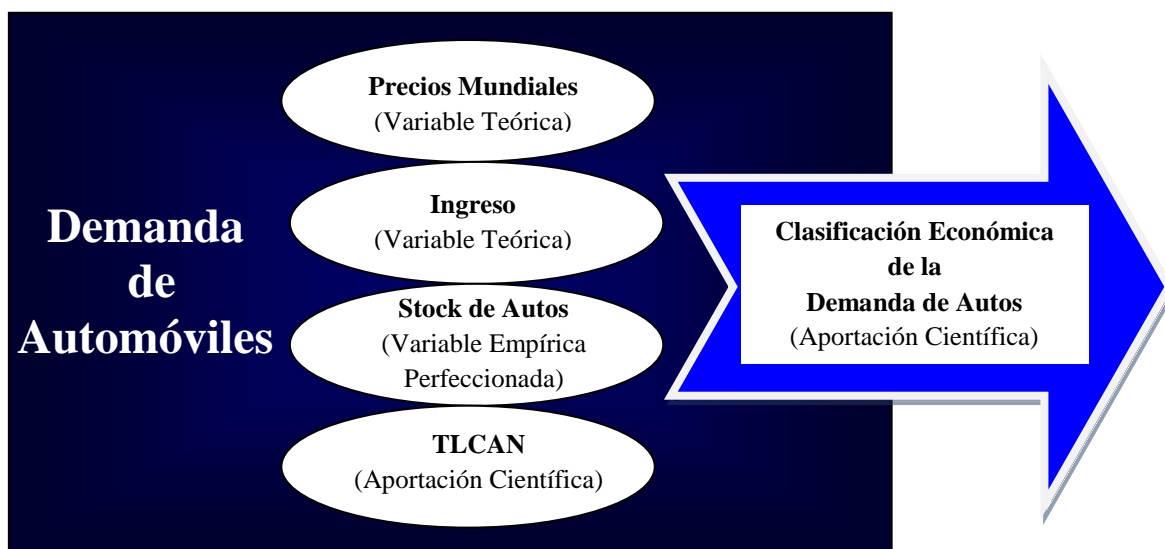 Demanda
de
Automóviles
Precios Mundiales
(Variable Teórica)
Ingreso
(Variable Teórica)
Stock de Autos
(Variable Empírica
Perfeccionada)
TLCAN
(Aportación Científica)
Clasificación Económica
de la
Demanda de Autos
(Aportación Científica)